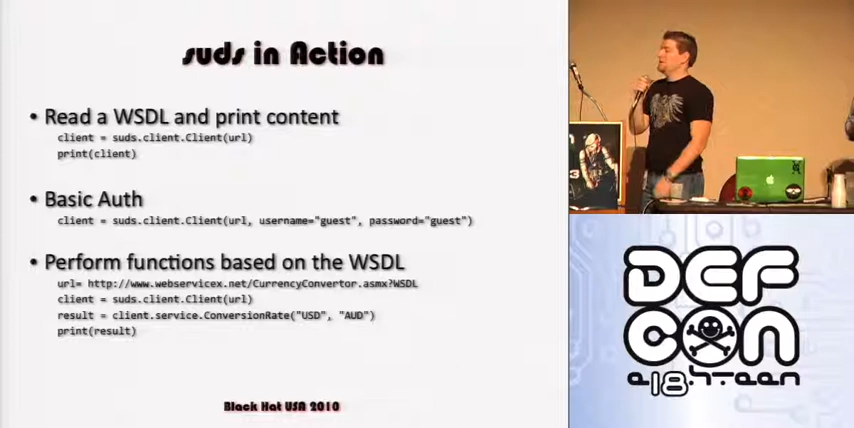 suds in Action
• Read a WSDL and print content
client = suds.client.Client(url)
print(client)
• Basic Auth
client = suds.client.Client(url, username="guest", password="guest")
• Perform functions based on the WSDL
url= http://www.webservicex.net/CurrencyConvertor.asmx?WSDL
client = suds.client.Client(url)
result = client.service.ConversionRate("USD", "AUD")
print(result)
Black Hat USA 2010
3
DEF
CON
e18h-teen